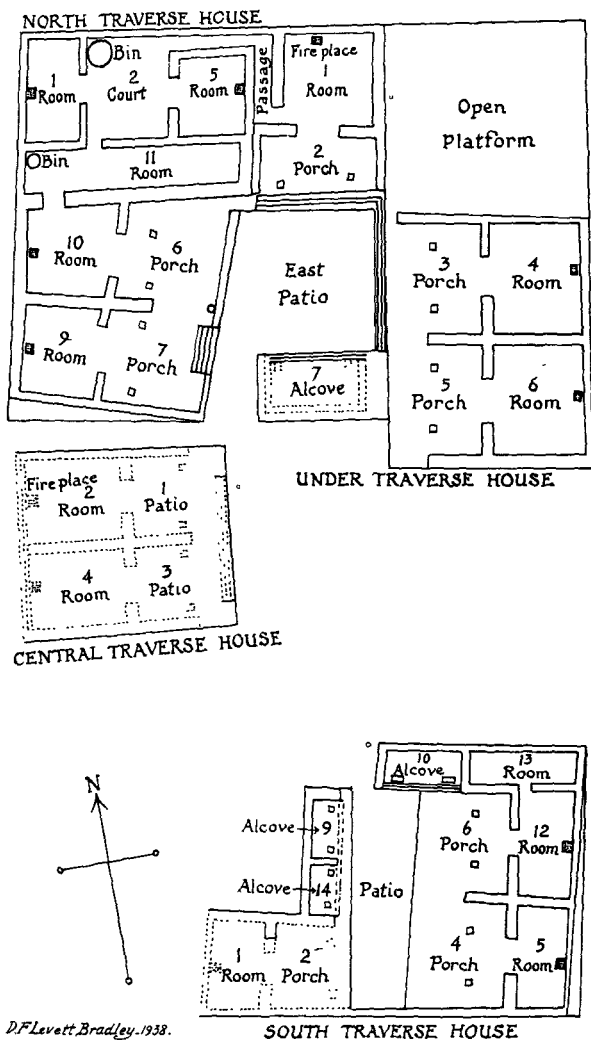 NORTH TRAVERSE HOUSE
Bin
1
Room
2
Court
5
Room
Passage
Fire place
1
Room
Open
Platform
Bin
11
Room
2
Porch
10
Room
6
Porch
East
Patio
3
Porch
4
Room
9
Room
7
Porch
7
Alcove
5
Porch
6
Room
UNDER TRAVERSE HOUSE
Fire place
2
Room
1
Patio
4
Room
3
Patio
CENTRAL TRAVERSE HOUSE
N
10
Alcove
13
Room
Alcove 9
6
Porch
12
Room
Alcove 14
Patio
1
Room
2
Porch
4
Porch
5
Room
D.F.Levett Bradley.1938.
SOUTH TRAVERSE HOUSE